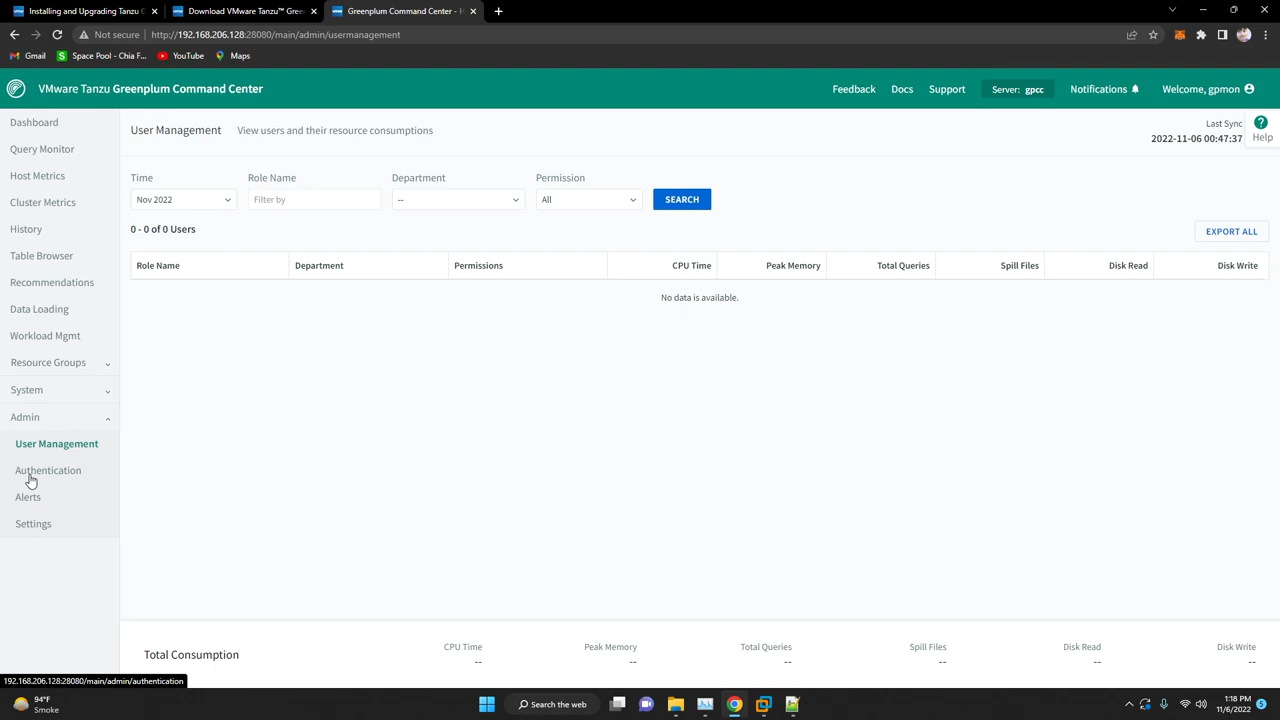 Installing and Upgrading Tanzu G
Download VMware Tanzu™ Green
Greenplum Command Center - H
Not secure
http://192.168.206.128:28080/main/admin/usermanagement
Gmail
Space Pool - Chia F...
YouTube
Maps
VMware Tanzu Greenplum Command Center
Feedback
Docs
Support
Server: gpcc
Notifications
Welcome, gpmon
Dashboard
Query Monitor
Host Metrics
Cluster Metrics
History
Table Browser
Recommendations
Data Loading
Workload Mgmt
Resource Groups
System
Admin
User Management
Authentication
Alerts
Settings
User Management
View users and their resource consumptions
Last Sync
2022-11-06 00:47:37
Help
Time
Role Name
Department
Permission
Nov 2022
Filter by
--
All
SEARCH
0 - 0 of 0 Users
EXPORT ALL
Role Name
Department
Permissions
CPU Time
Peak Memory
Total Queries
Spill Files
Disk Read
Disk Write
No data is available.
Total Consumption
CPU Time
--
Peak Memory
--
Total Queries
--
Spill Files
--
Disk Read
--
Disk Write
--
192.168.206.128:28080/main/admin/authentication
94°F
Smoke
Search the web
1:18 PM
11/6/2022
5